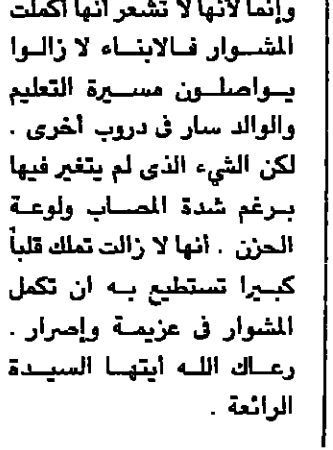 وإنما لأنها لا تشعر أنها أكملت
المشوار فالابناء لا زالوا
يواصلون مسيرة التعليم
والوالد سار فى دروب أخرى .
لكن الشيء الذى لم يتغير فيها
برغم شدة المصاب ولوعة
الحزن . أنها لا زالت تملك قلباً
كبيرا تستطيع به ان تكمل
المشوار فى عزيمة وإصرار .
رعاك الله أيتها السيدة
الرائعة .